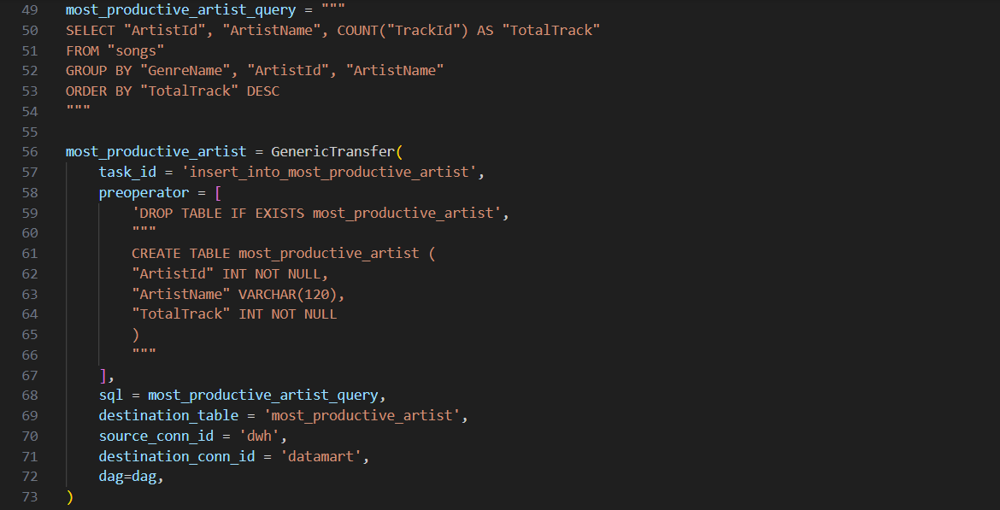 49 most_productive_artist_query = """
50 SELECT "ArtistId", "ArtistName", COUNT("TrackId") AS "TotalTrack"
51 FROM "songs"
52 GROUP BY "GenreName", "ArtistId", "ArtistName"
53 ORDER BY "TotalTrack" DESC
54 """
55
56 most_productive_artist = GenericTransfer(
57     task_id = 'insert_into_most_productive_artist',
58     preoperator = [
59         'DROP TABLE IF EXISTS most_productive_artist',
60         """
61         CREATE TABLE most_productive_artist (
62         "ArtistId" INT NOT NULL,
63         "ArtistName" VARCHAR(120),
64         "TotalTrack" INT NOT NULL
65         )
66         """
67     ],
68     sql = most_productive_artist_query,
69     destination_table = 'most_productive_artist',
70     source_conn_id = 'dwh',
71     destination_conn_id = 'datamart',
72     dag=dag,
73 )